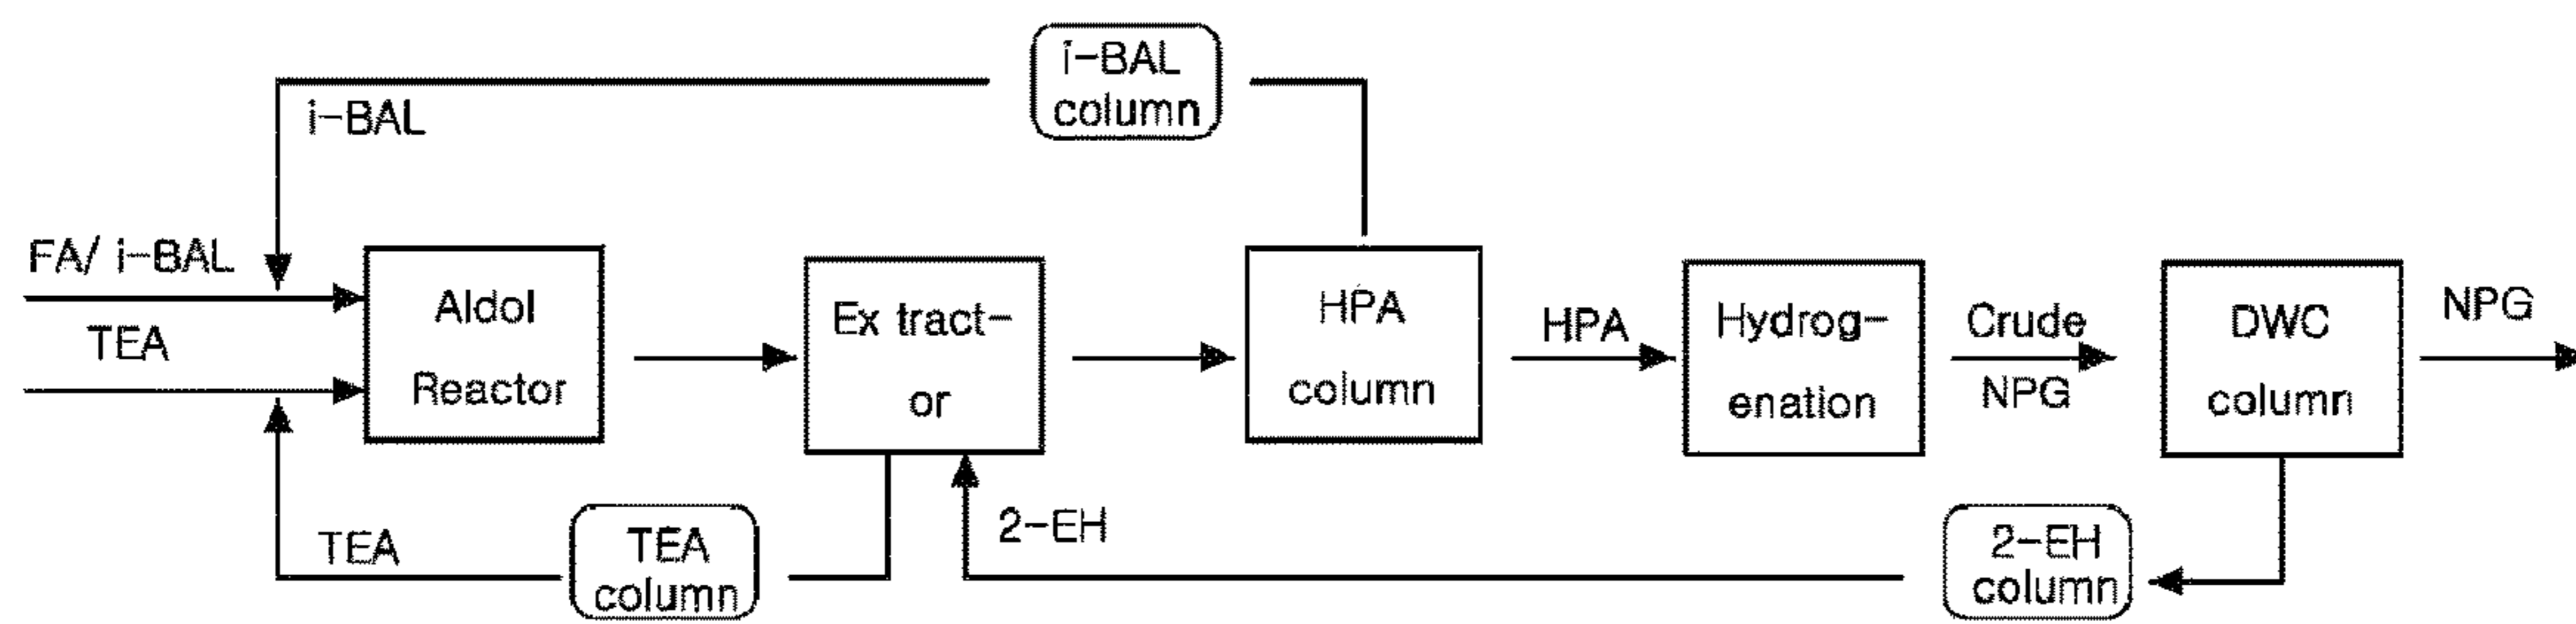 i-BAL
column
i-BAL
FA/ i-BAL
TEA
Aldol
Reactor
Ex tract-
or
HPA
column
HPA
Hydrog-
enation
Crude
NPG
DWC
column
NPG
TEA
TEA
column
2-EH
2-EH
column